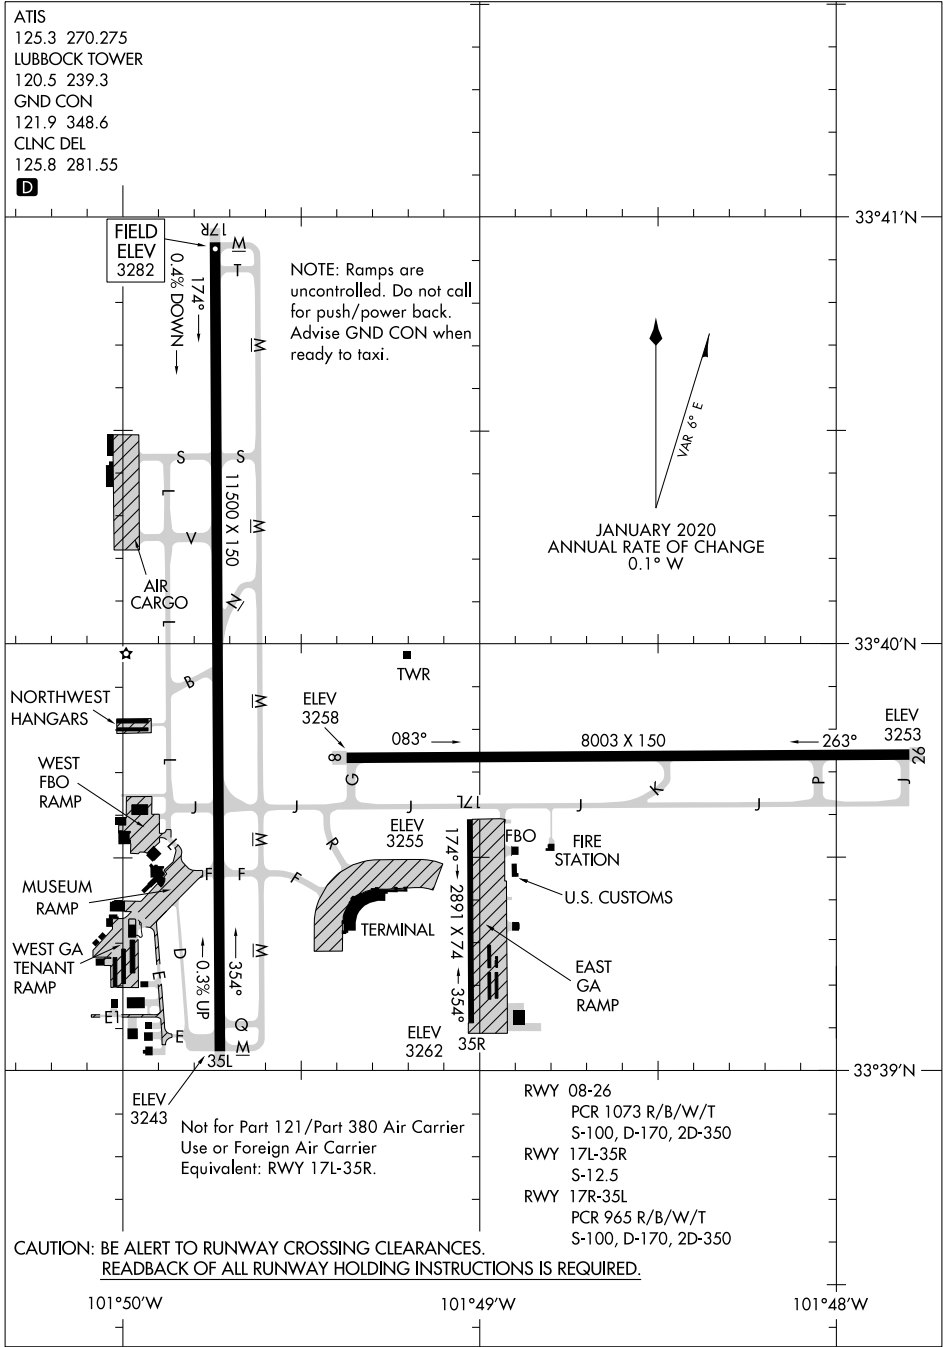 ATIS
125.3 270.275
LUBBOCK TOWER
120.5 239.3
GND CON
121.9 348.6
CLNC DEL
125.8 281.55
D
33°41'N
FIELD
ELEV
3282
17R
M
T
0.4% DOWN
174°
NOTE: Ramps are
uncontrolled. Do not call
for push/power back.
Advise GND CON when
ready to taxi.
M
VAR 6° E
S
S
L
11500 X 150
M
V
JANUARY 2020
ANNUAL RATE OF CHANGE
0.1° W
AIR
CARGO
N
L
33°40'N
TWR
B
NORTHWEST
HANGARS
M
ELEV
3258
ELEV
3253
083°
8003 X 150
263°
8
26
WEST
FBO
RAMP
L
G
K
P
J
J
J
J
J
J
17L
L
M
R
ELEV
3255
FBO
FIRE
STATION
MUSEUM
RAMP
F
F
F
174°
2891 X 74
354°
U.S. CUSTOMS
TERMINAL
WEST GA
TENANT
RAMP
D
E
0.3% UP
354°
M
EAST
GA
RAMP
E1
E
Q
M
35L
ELEV
3262
35R
33°39'N
ELEV
3243
Not for Part 121/Part 380 Air Carrier
Use or Foreign Air Carrier
Equivalent: RWY 17L-35R.
RWY 08-26
PCR 1073 R/B/W/T
S-100, D-170, 2D-350
RWY 17L-35R
S-12.5
RWY 17R-35L
PCR 965 R/B/W/T
S-100, D-170, 2D-350
CAUTION: BE ALERT TO RUNWAY CROSSING CLEARANCES.
READBACK OF ALL RUNWAY HOLDING INSTRUCTIONS IS REQUIRED.
101°50'W
101°49'W
101°48'W